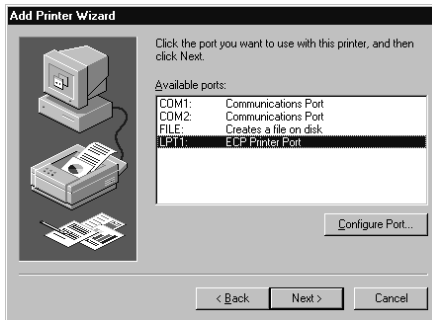 Add Printer Wizard
Click the port you want to use with this printer, and then
click Next.
Available ports:
COM1: Communications Port
COM2: Communications Port
FILE: Creates a file on disk
LPT1: ECP Printer Port
Configure Port...
< Back Next > Cancel